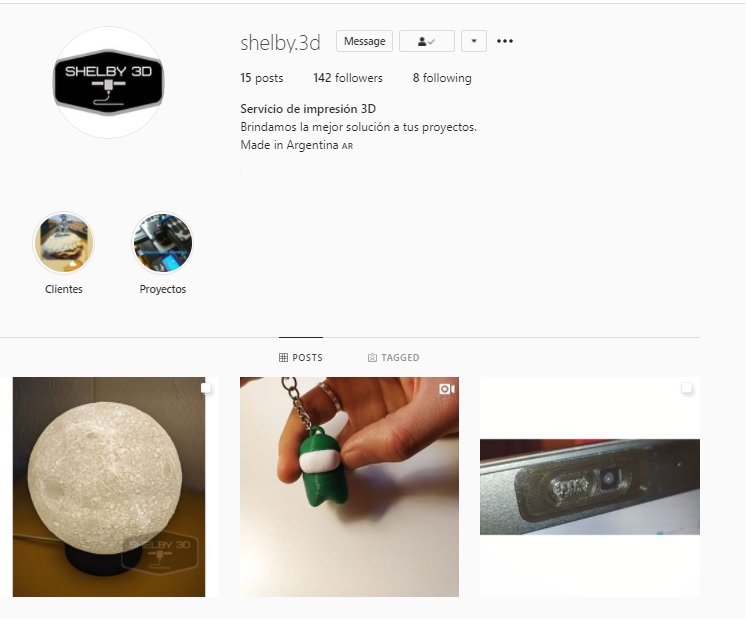 SHELBY 3D
shelby.3d Message
15 posts 142 followers 8 following
Servicio de impresión 3D
Brindamos la mejor solución a tus proyectos.
Made in Argentina AR
Clientes Proyectos
POSTS TAGGED
SHELBY 3D